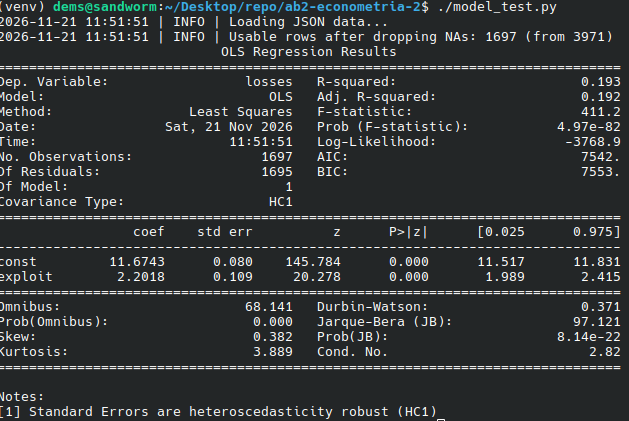 (venv) dems@sandworm:~/Desktop/repo/ab2-econometria-2$ ./model_test.py
2026-11-21 11:51:51 | INFO | Loading JSON data...
2026-11-21 11:51:51 | INFO | Usable rows after dropping NAs: 1697 (from 3971)
OLS Regression Results
==============================================================================
Dep. Variable: losses R-squared: 0.193
Model: OLS Adj. R-squared: 0.192
Method: Least Squares F-statistic: 411.2
Date: Sat, 21 Nov 2026 Prob (F-statistic): 4.97e-82
Time: 11:51:51 Log-Likelihood: -3768.9
No. Observations: 1697 AIC: 7542.
Df Residuals: 1695 BIC: 7553.
Df Model: 1
Covariance Type: HC1
==============================================================================
coef std err z P>|z| [0.025 0.975]
------------------------------------------------------------------------------
const 11.6743 0.080 145.784 0.000 11.517 11.831
exploit 2.2018 0.109 20.278 0.000 1.989 2.415
==============================================================================
Omnibus: 68.141 Durbin-Watson: 0.371
Prob(Omnibus): 0.000 Jarque-Bera (JB): 97.121
Skew: 0.382 Prob(JB): 8.14e-22
Kurtosis: 3.889 Cond. No. 2.82
==============================================================================
Notes:
[1] Standard Errors are heteroscedasticity robust (HC1)